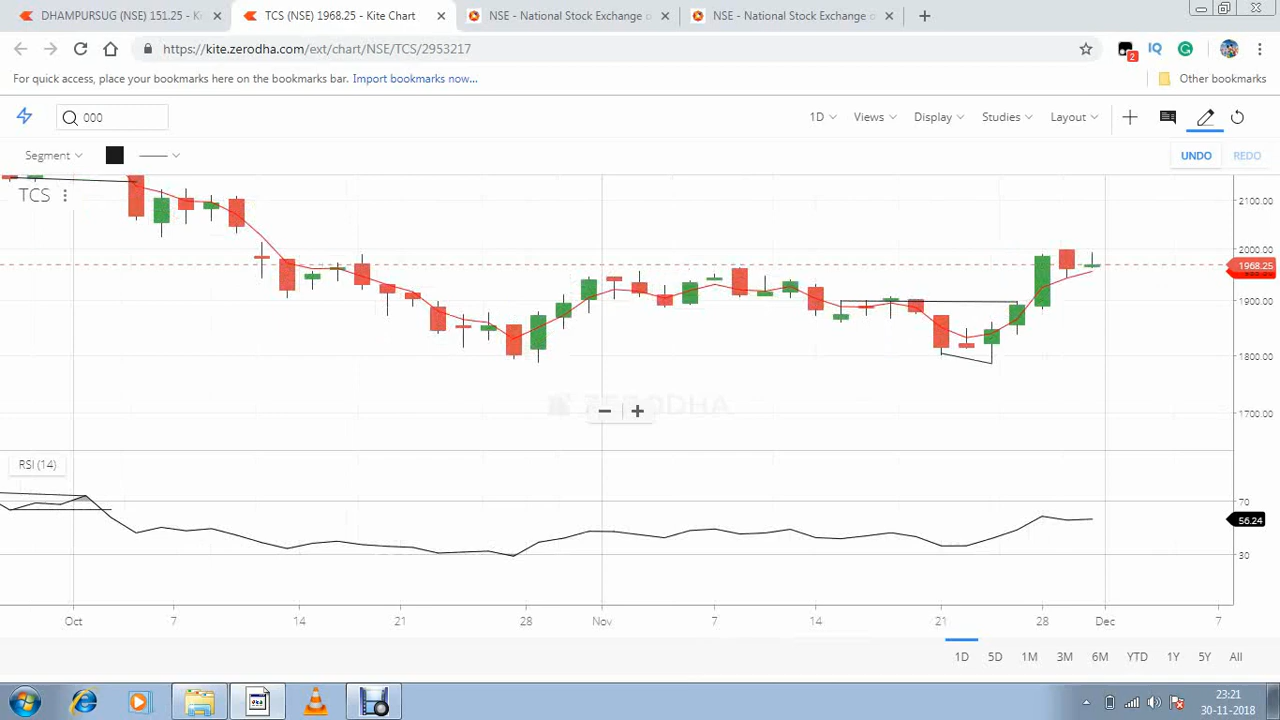 DHAMPURSUG (NSE) 151.25 - K
TCS (NSE) 1968.25 - Kite Chart
NSE - National Stock Exchange o
NSE - National Stock Exchange o
https://kite.zerodha.com/ext/chart/NSE/TCS/2953217
IQ
2
For quick access, place your bookmarks here on the bookmarks bar. Import bookmarks now...
Other bookmarks
000
1D Views Display Studies Layout
Segment
UNDO REDO
TCS
2100.00
2000.00
1968.25
1900.00
1800.00
ZERODHA
1700.00
RSI (14)
70
56.24
30
Oct 7 14 21 28 Nov 7 14 21 28 Dec 7
1D 5D 1M 3M 6M YTD 1Y 5Y All
23:21
30-11-2018